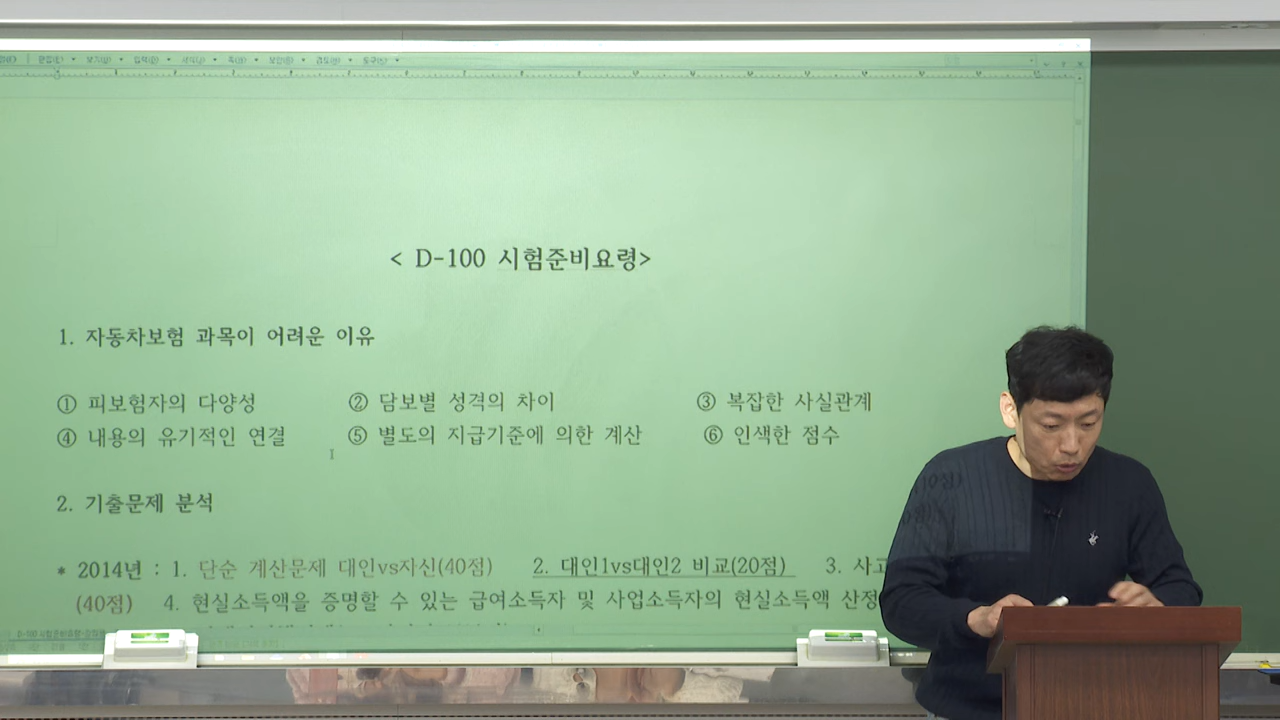 < D-100 시험준비요령>
1. 자동차보험 과목이 어려운 이유
① 피보험자의 다양성 ② 담보별 성격의 차이 ③ 복잡한 사실관계
④ 내용의 유기적인 연결 ⑤ 별도의 지급기준에 의한 계산 ⑥ 인색한 점수
2. 기출문제 분석
* 2014년 : 1. 단순 계산문제 대인vs자신(40점) 2. 대인1vs대인2 비교(20점) 3. 사고
(40점) 4. 현실소득액을 증명할 수 있는 급여소득자 및 사업소득자의 현실소득액 산정